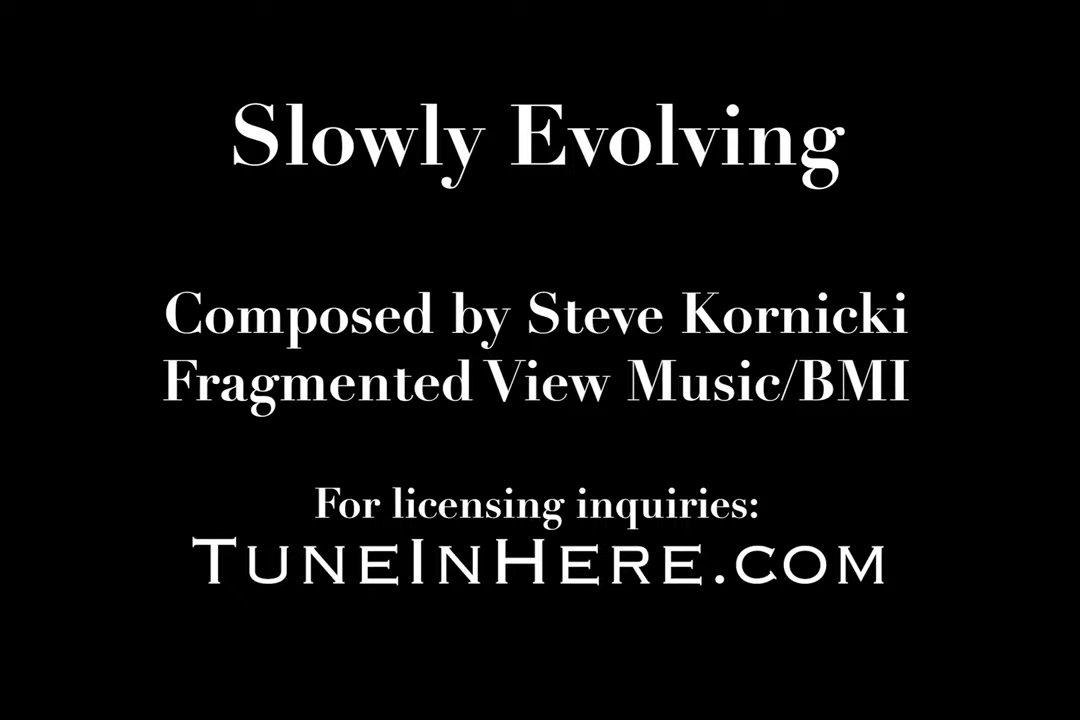 Slowly Evolving
Composed by Steve Kornicki
Fragmented View Music/BMI
For licensing inquiries:
TuneInHere.com